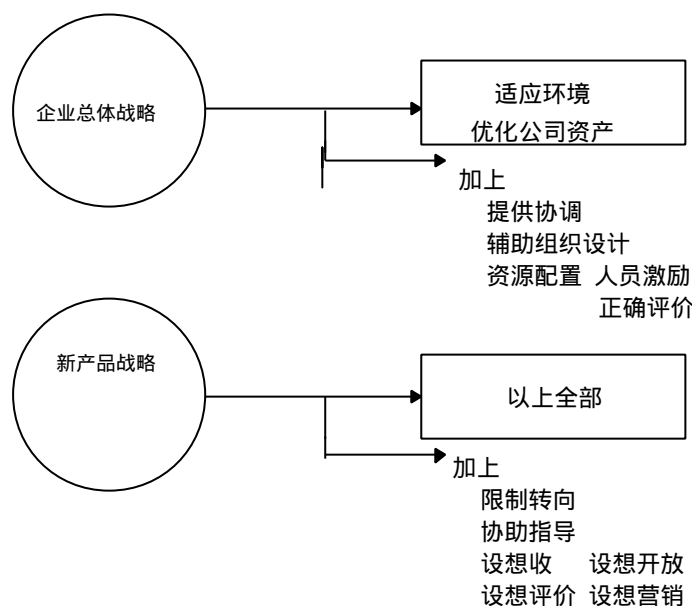 企业总体战略
适应环境
优化公司资产
加上
提供协调
辅助组织设计
资源配置 人员激励
正确评价
新产品战略
以上全部
加上
限制转向
协助指导
设想收 设想开放
设想评价 设想营销